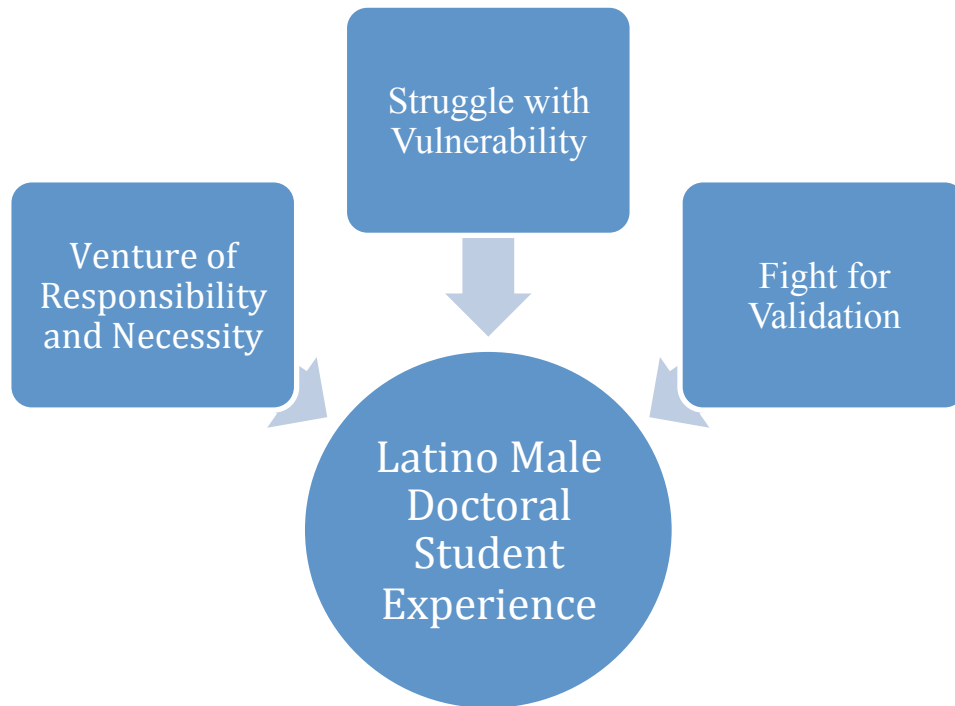 Struggle with
Vulnerability
Venture of
Responsibility
and Necessity
Fight for
Validation
Latino Male
Doctoral
Student
Experience